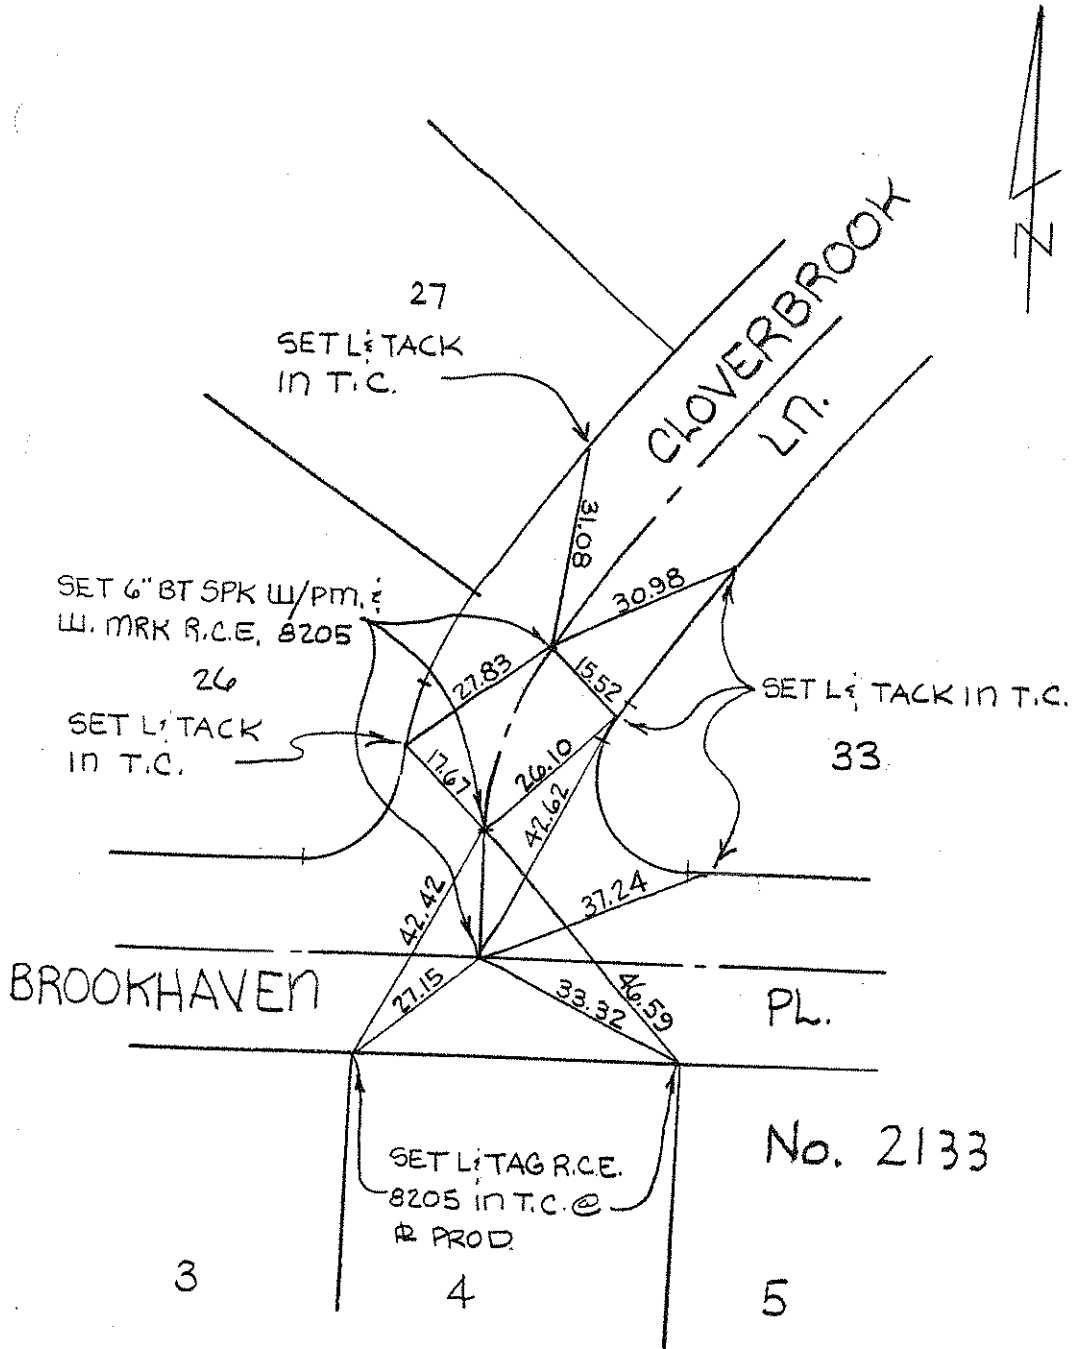 N
27
SET L & TACK
IN T.C.
CLOVERBROOK
LN.
31.08
SET 6" BT SPK W/PM. &
W. MRK R.C.E. 8205
30.98
26
27.83
15.52
SET L & TACK IN T.C.
SET L & TACK
IN T.C.
33
17.67
26.10
42.62
42.42
37.24
BROOKHAVEN
PL.
27.15
33.32
46.59
No. 2133
SET L & TAG R.C.E.
8205 IN T.C. @
PROD.
3
4
5